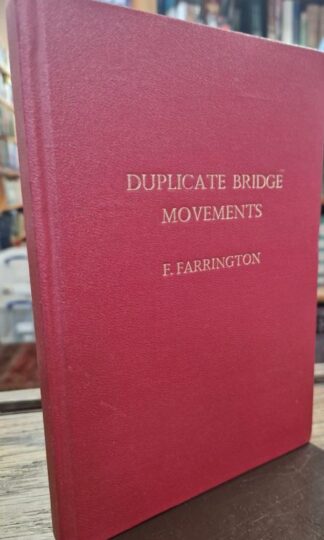 DUPLICATE BRIDGE
MOVEMENTS
F. FARRINGTON